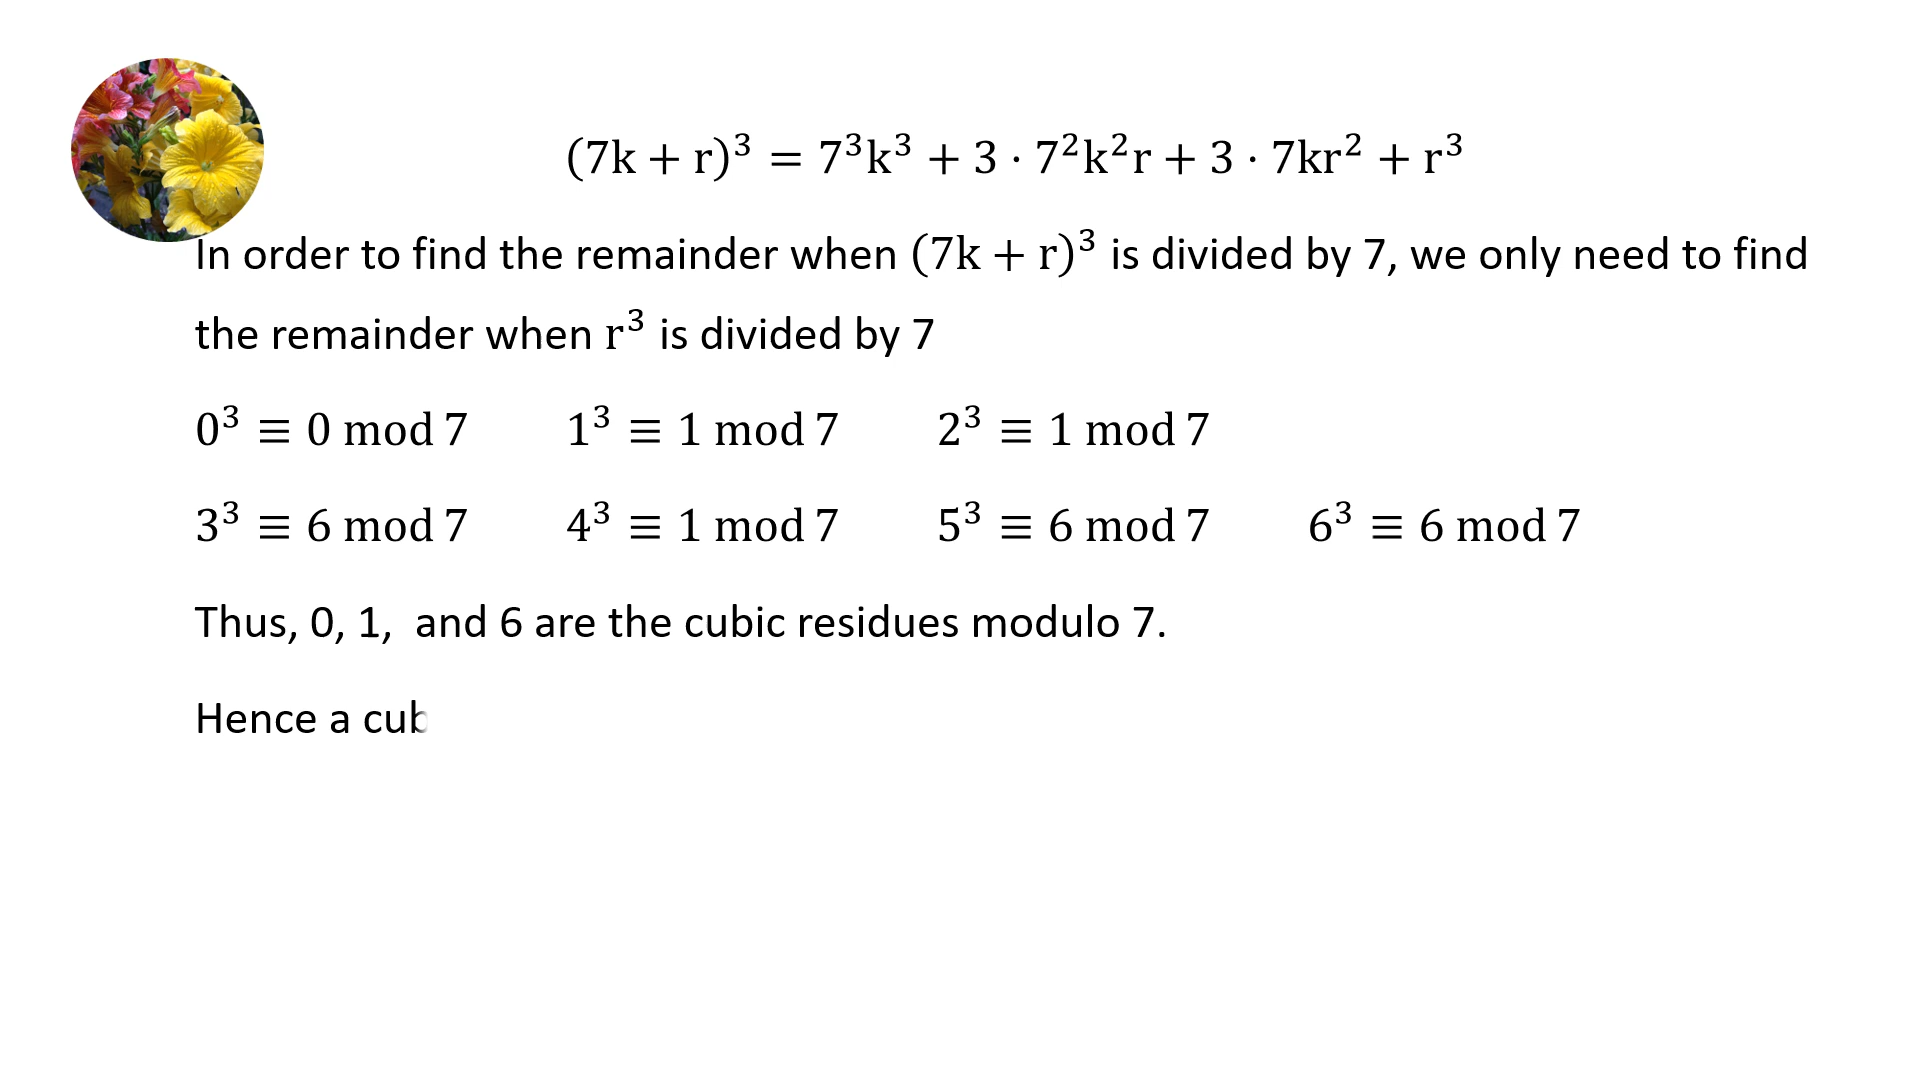 (7k + r)³ = 7³k³ + 3 · 7²k²r + 3 · 7kr² + r³
In order to find the remainder when (7k + r)³ is divided by 7, we only need to find
the remainder when r³ is divided by 7
0³ ≡ 0 mod 7 1³ ≡ 1 mod 7 2³ ≡ 1 mod 7
3³ ≡ 6 mod 7 4³ ≡ 1 mod 7 5³ ≡ 6 mod 7 6³ ≡ 6 mod 7
Thus, 0, 1, and 6 are the cubic residues modulo 7.
Hence a cub